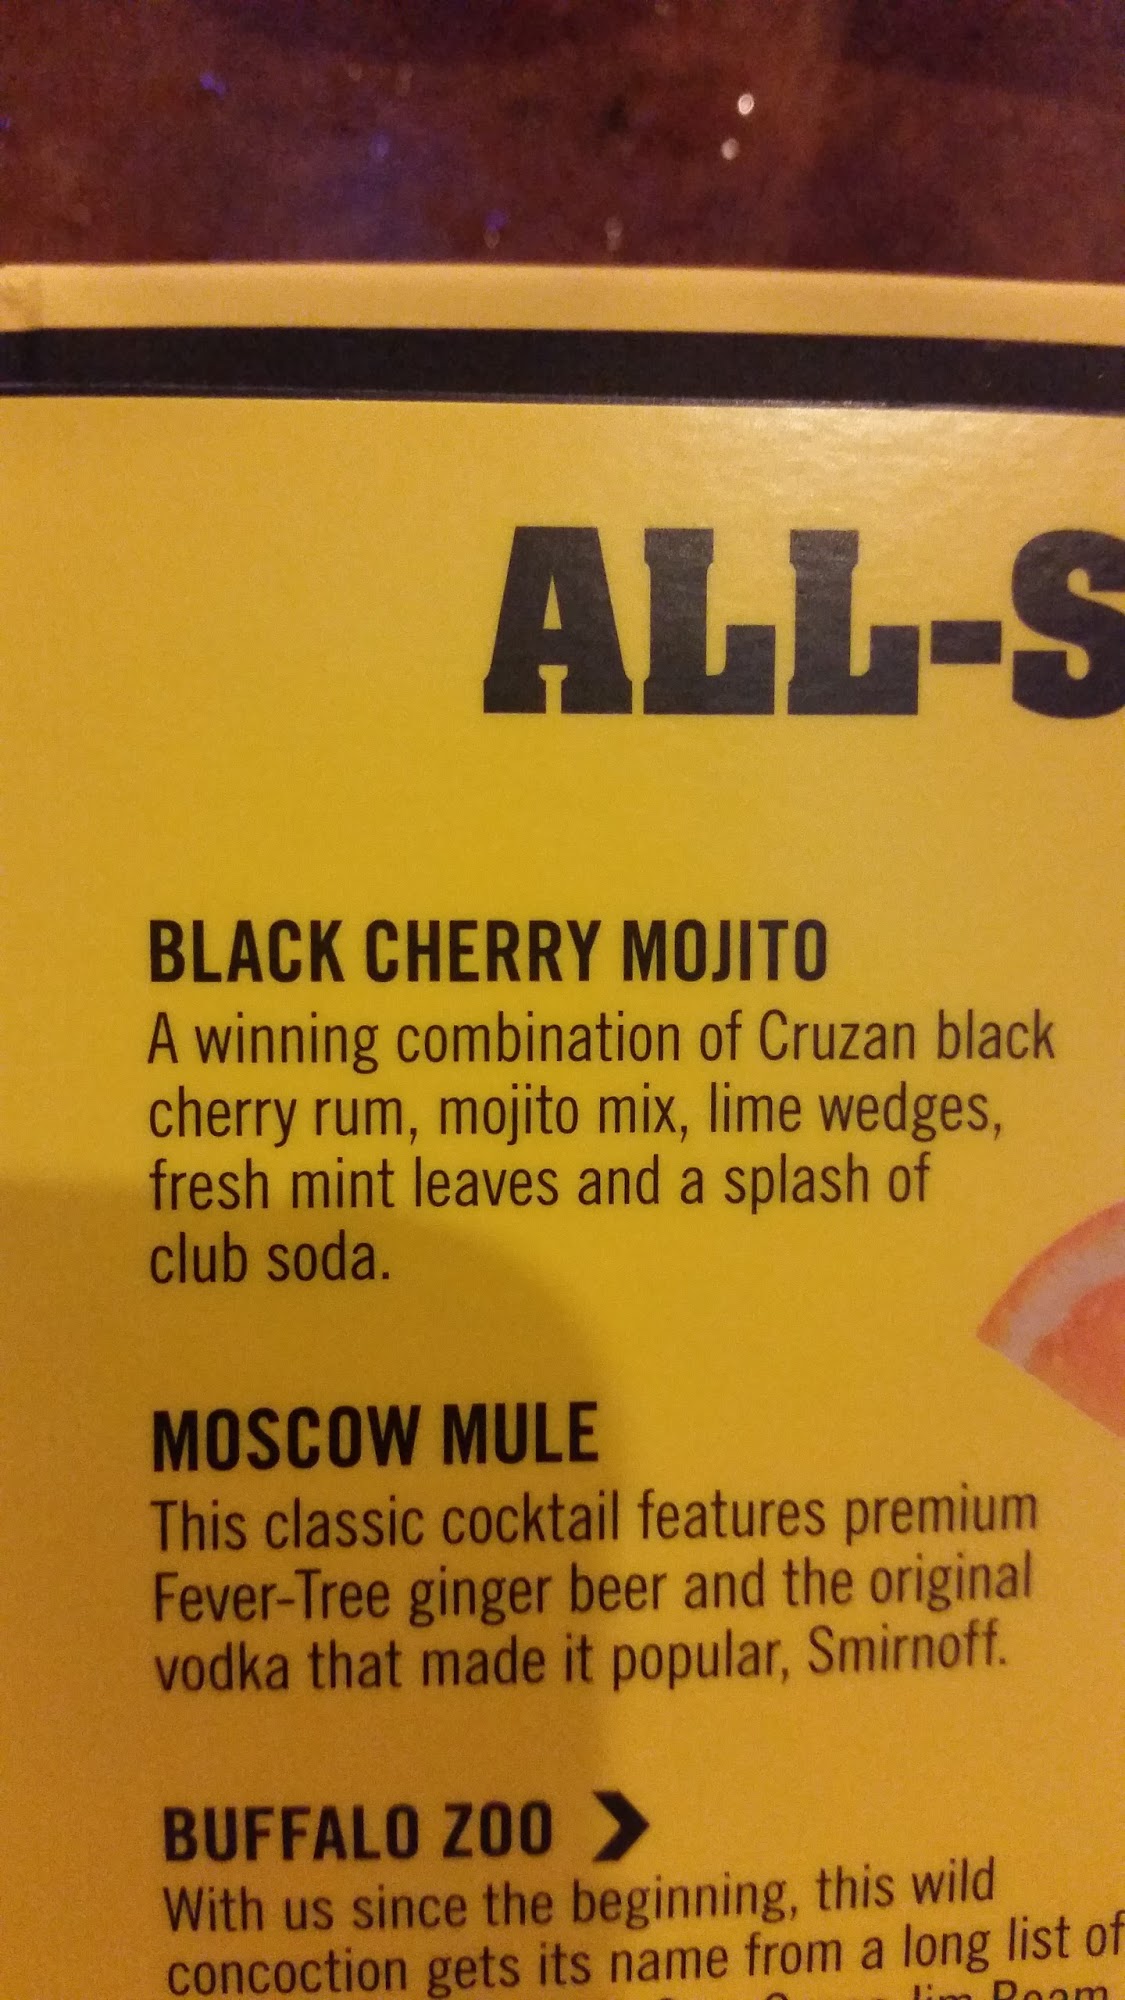 ALL-S
BLACK CHERRY MOJITO
A winning combination of Cruzan black
cherry rum, mojito mix, lime wedges,
fresh mint leaves and a splash of
club soda.
MOSCOW MULE
This classic cocktail features premium
Fever-Tree ginger beer and the original
vodka that made it popular, Smirnoff.
BUFFALO ZOO
With us since the beginning, this wild
concoction gets its name from a long list of
Jim Beam